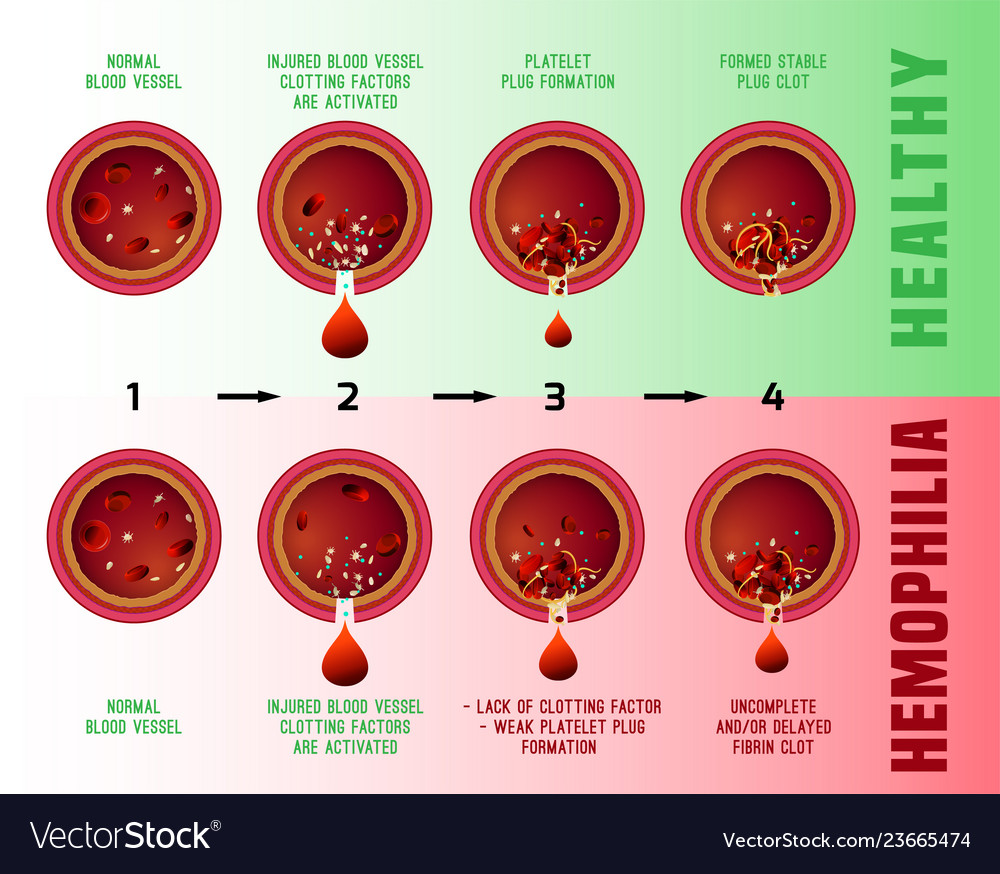 NORMAL
BLOOD VESSEL
INJURED BLOOD VESSEL
CLOTTING FACTORS
ARE ACTIVATED
PLATELET
PLUG FORMATION
FORMED STABLE
PLUG CLOT
HEALTHY
1
2
3
4
HEMOPHILIA
NORMAL
BLOOD VESSEL
INJURED BLOOD VESSEL
CLOTTING FACTORS
ARE ACTIVATED
- LACK OF CLOTTING FACTOR
- WEAK PLATELET PLUG
FORMATION
UNCOMPLETE
AND/OR DELAYED
FIBRIN CLOT
VectorStock®
VectorStock.com/23665474